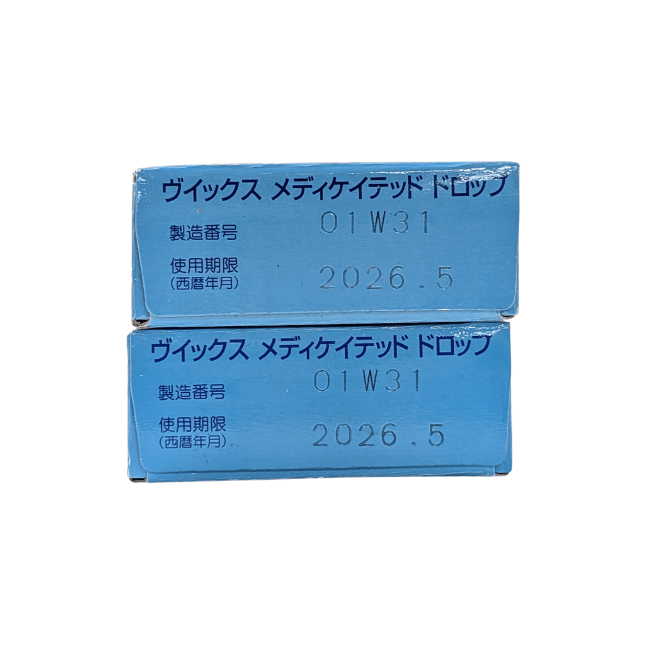 ヴイックス メディケイテッド ドロップ
製造番号 01W31
使用期限 2026.5
(西暦年月)
ヴイックス メディケイテッド ドロップ
製造番号 01W31
使用期限 2026.5
(西暦年月)